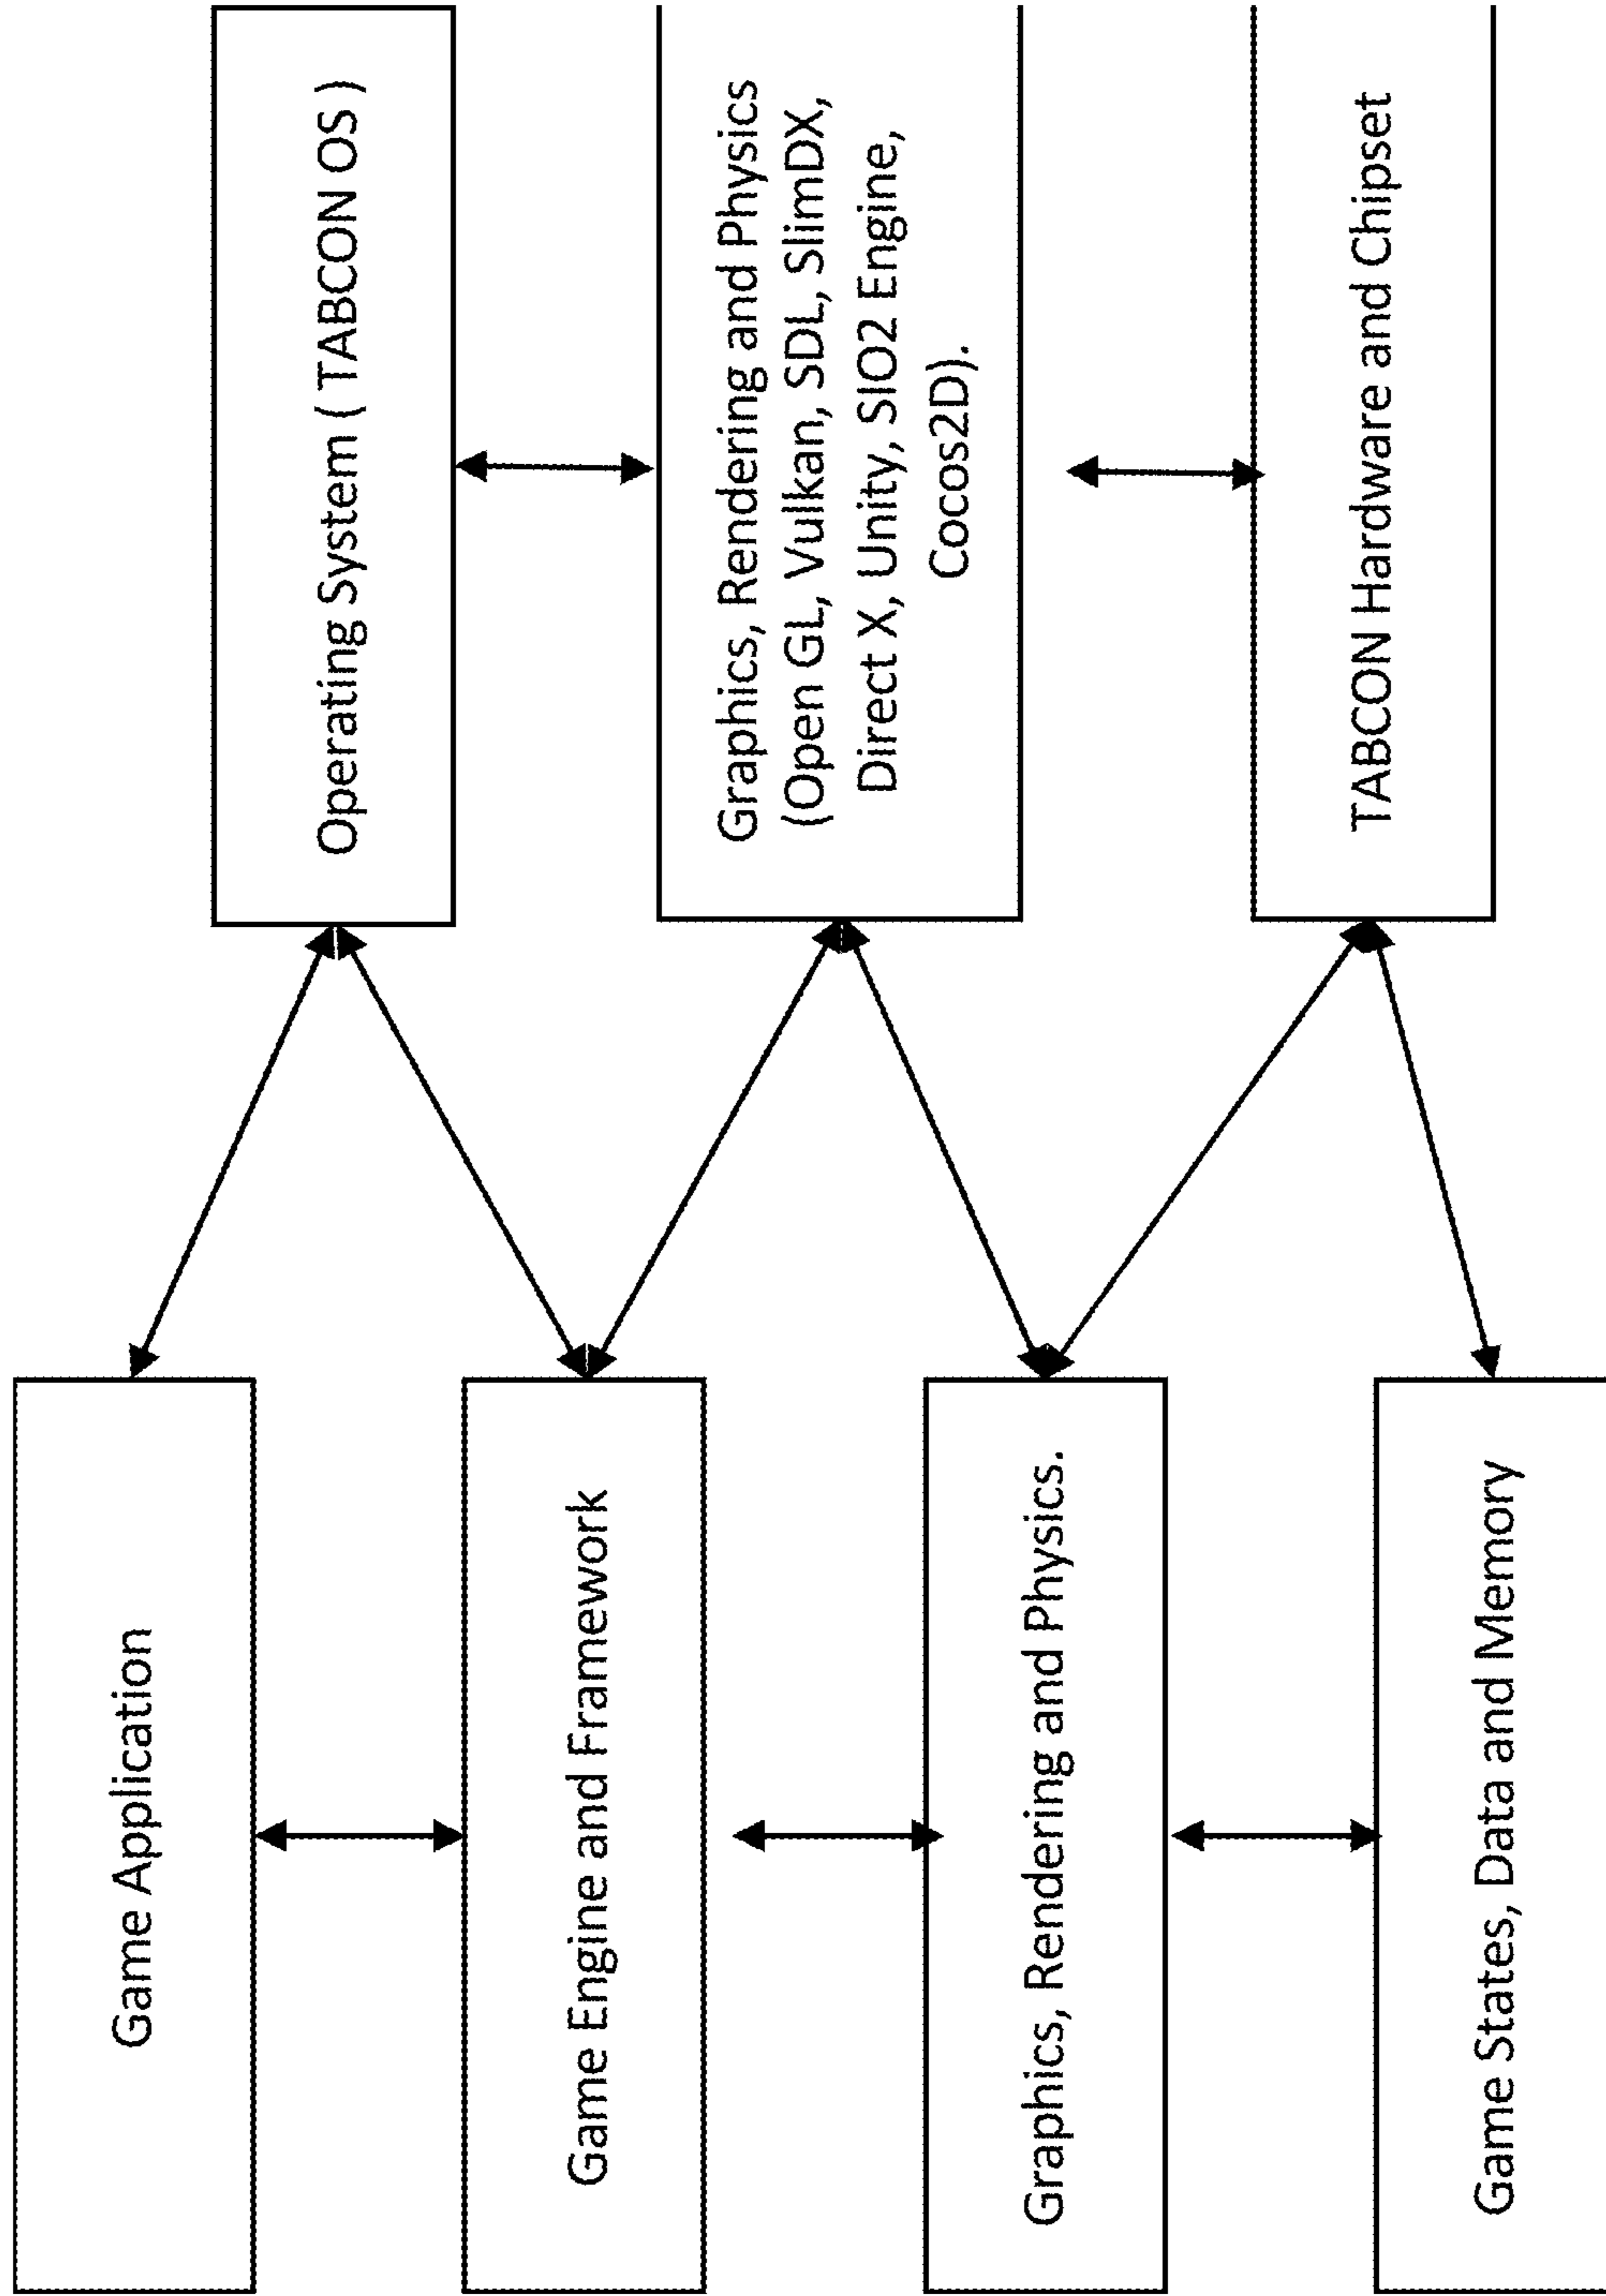 Game Application
Game Engine and Framework
Graphics, Rendering and Physics.
Game States, Data and Memory
Operating System ( TABCON OS )
Graphics, Rendering and Physics
(Open GL, Vulkan, SDL, SlimDX,
Direct X, Unity, SIO2 Engine,
Cocos2D).
TABCON Hardware and Chipset